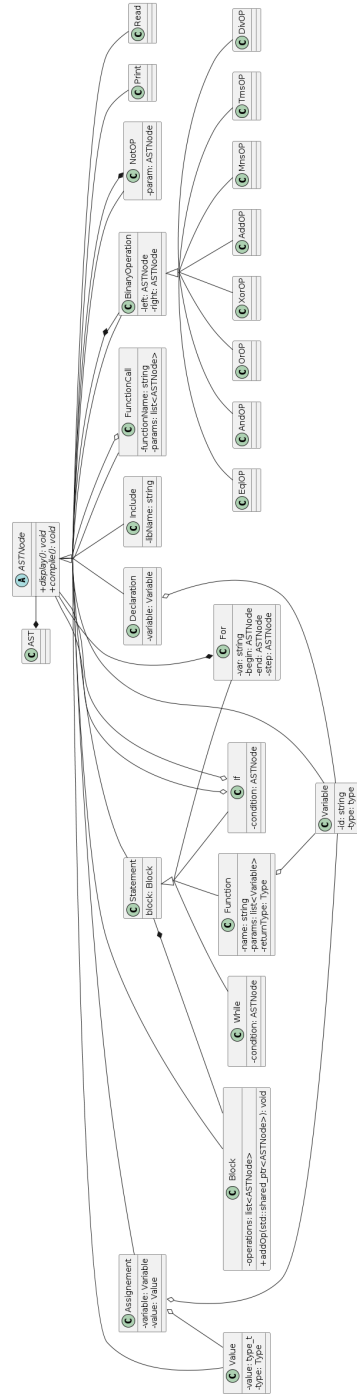 A ASTNode
+display(): void
+compile(): void
C AST
C Read
C Print
C NotOP
-param: ASTNode
C BinaryOperation
-left: ASTNode
-right: ASTNode
C FunctionCall
-functionName: string
-params: list<ASTNode>
C Include
-libName: string
C Declaration
-variable: Variable
C Statement
block: Block
C Assignement
-variable: Variable
-value: Value
C DivOP
C TmsOP
C MnsOP
C AddOP
C XorOP
C OrOP
C AndOP
C EqlOP
C For
-var: string
-begin: ASTNode
-end: ASTNode
-step: ASTNode
C If
-condition: ASTNode
C Function
-name: string
-params: list<Variable>
-returnType: Type
C While
-condition: ASTNode
C Block
-operations: list<ASTNode>
+addOp(std::shared_ptr<ASTNode>): void
C Value
-value: type_t
-type: Type
C Variable
-id: string
-type: type